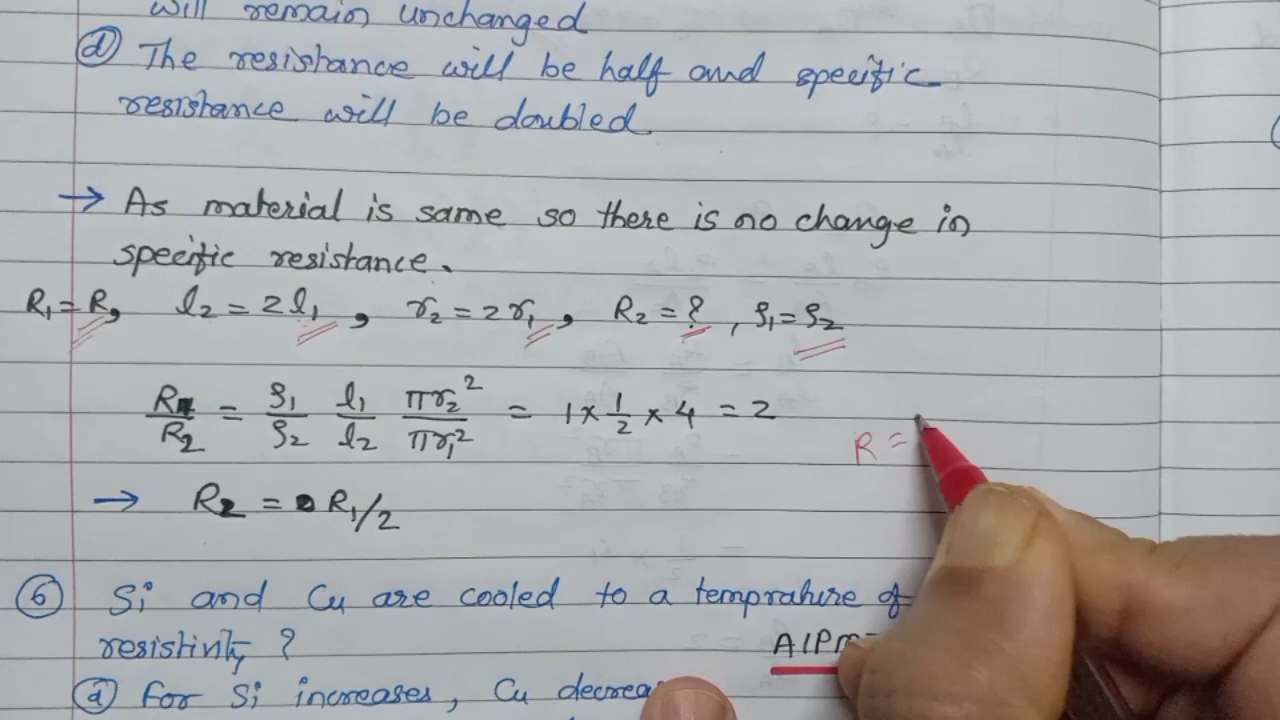 will remain unchanged
(d) The resistance will be half and specific
resistance will be doubled
→ As material is same so there is no change in
specific resistance.
R₁ = R, l₂ = 2l₁, r₂ = 2r₁, R₂ = ?, ρ₁ = ρ₂
R₁/R₂ = ρ₁/ρ₂ l₁/l₂ πr₂²/πr₁² = 1 × 1/2 × 4 = 2
R =
→ R₂ = R₁/2
(6) Si and Cu are cooled to a temprature of
resistivity ?
AIPM
(a) For Si increases, Cu decrea